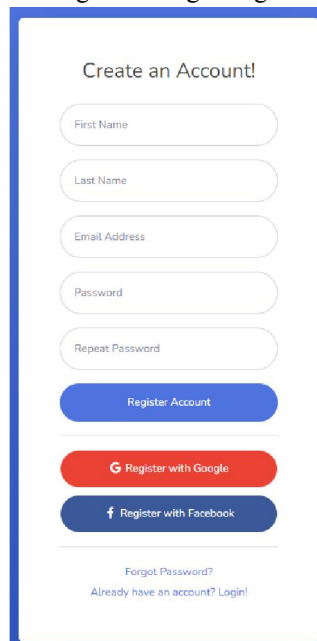 Create an Account!
First Name
Last Name
Email Address
Password
Repeat Password
Register Account
G Register with Google
f Register with Facebook
Forgot Password?
Already have an account? Login!